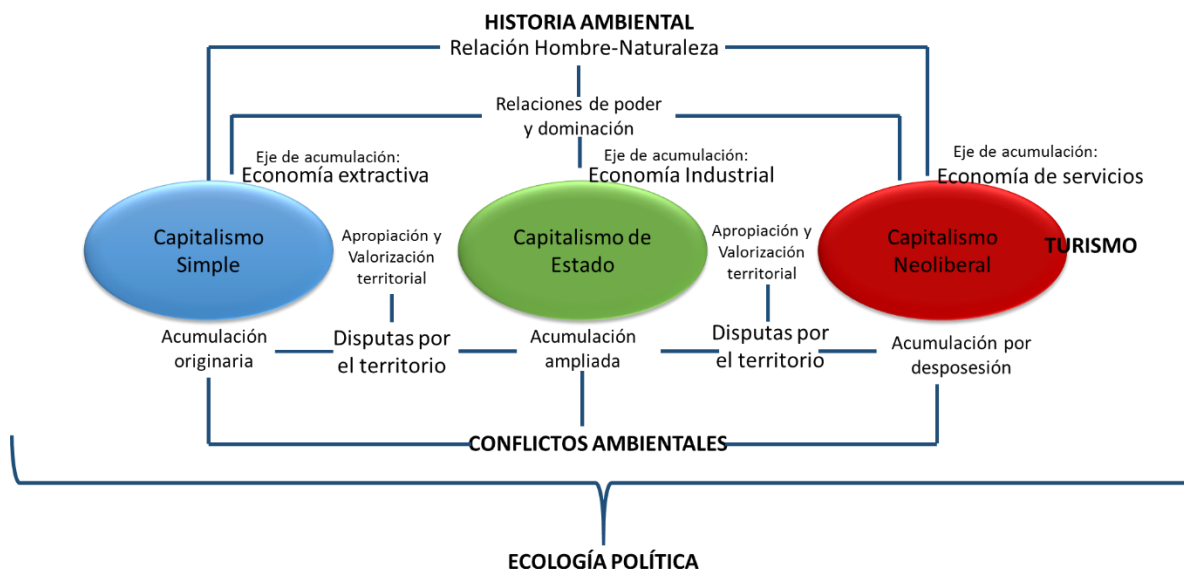 HISTORIA AMBIENTAL
Relación Hombre-Naturaleza
Relaciones de poder
y dominación
Eje de acumulación:
Economía extractiva
Eje de acumulación:
Economía Industrial
Eje de acumulación:
Economía de servicios
Capitalismo
Simple
Apropiación y
Valorización
territorial
Capitalismo de
Estado
Apropiación y
Valorización
territorial
Capitalismo
Neoliberal
TURISMO
Acumulación
originaria
Disputas por
el territorio
Acumulación
ampliada
Disputas por
el territorio
Acumulación por
desposesión
CONFLICTOS AMBIENTALES
ECOLOGÍA POLÍTICA